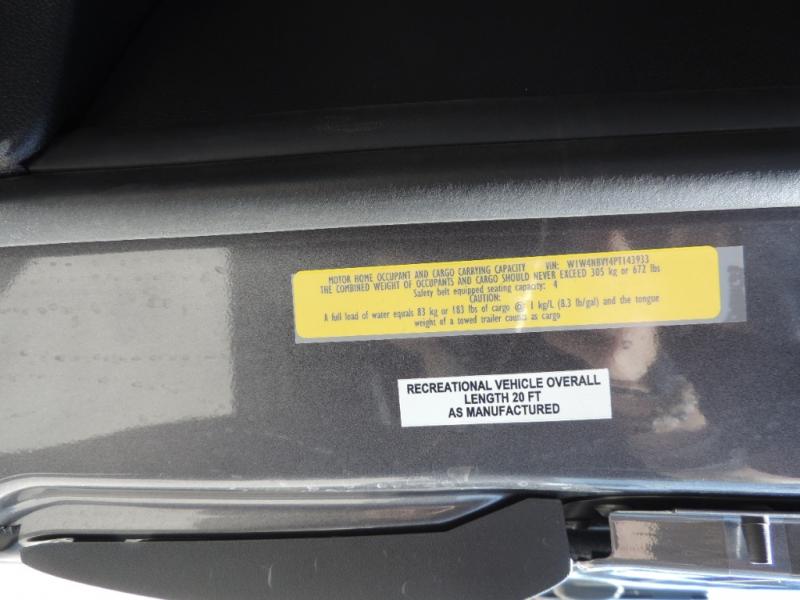 MOTOR HOME OCCUPANT AND CARGO CARRYING CAPACITY VIN: W1W4NBVY4PT143933
THE COMBINED WEIGHT OF OCCUPANTS AND CARGO SHOULD NEVER EXCEED 305 kg or 672 lbs
Safety belt equipped seating capacity: 4
CAUTION:
A full load of water equals 83 kg or 183 lbs of cargo @ 1 kg/L (8.3 lb/gal) and the tongue
weight of a towed trailer counts as cargo
RECREATIONAL VEHICLE OVERALL
LENGTH 20 FT
AS MANUFACTURED